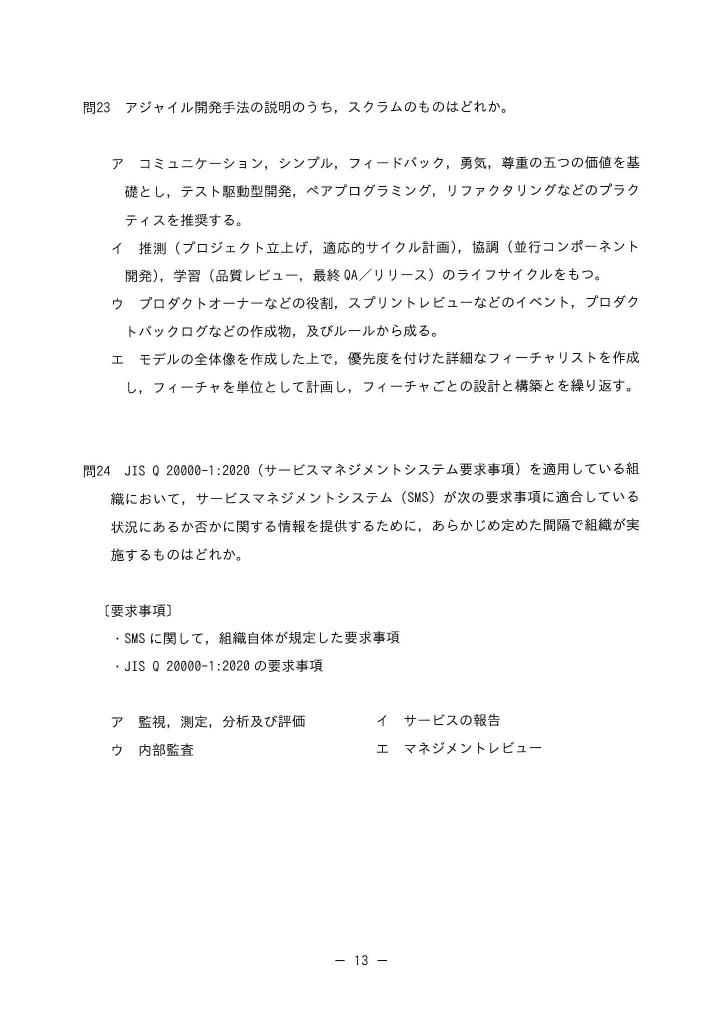 問23　アジャイル開発手法の説明のうち，スクラムのものはどれか。
ア　コミュニケーション，シンプル，フィードバック，勇気，尊重の五つの価値を基
礎とし，テスト駆動型開発，ペアプログラミング，リファクタリングなどのプラク
ティスを推奨する。
イ　推測（プロジェクト立上げ，適応的サイクル計画），協調（並行コンポーネント
開発），学習（品質レビュー，最終 QA／リリース）のライフサイクルをもつ。
ウ　プロダクトオーナーなどの役割，スプリントレビューなどのイベント，プロダク
トバックログなどの作成物，及びルールから成る。
エ　モデルの全体像を作成した上で，優先度を付けた詳細なフィーチャリストを作成
し，フィーチャを単位として計画し，フィーチャごとの設計と構築とを繰り返す。
問24　JIS Q 20000-1:2020（サービスマネジメントシステム要求事項）を適用している組
織において，サービスマネジメントシステム（SMS）が次の要求事項に適合している
状況にあるか否かに関する情報を提供するために，あらかじめ定めた間隔で組織が実
施するものはどれか。
〔要求事項〕
・SMS に関して，組織自体が規定した要求事項
・JIS Q 20000-1:2020 の要求事項
ア　監視，測定，分析及び評価　　イ　サービスの報告
ウ　内部監査　　エ　マネジメントレビュー
－ 13 －